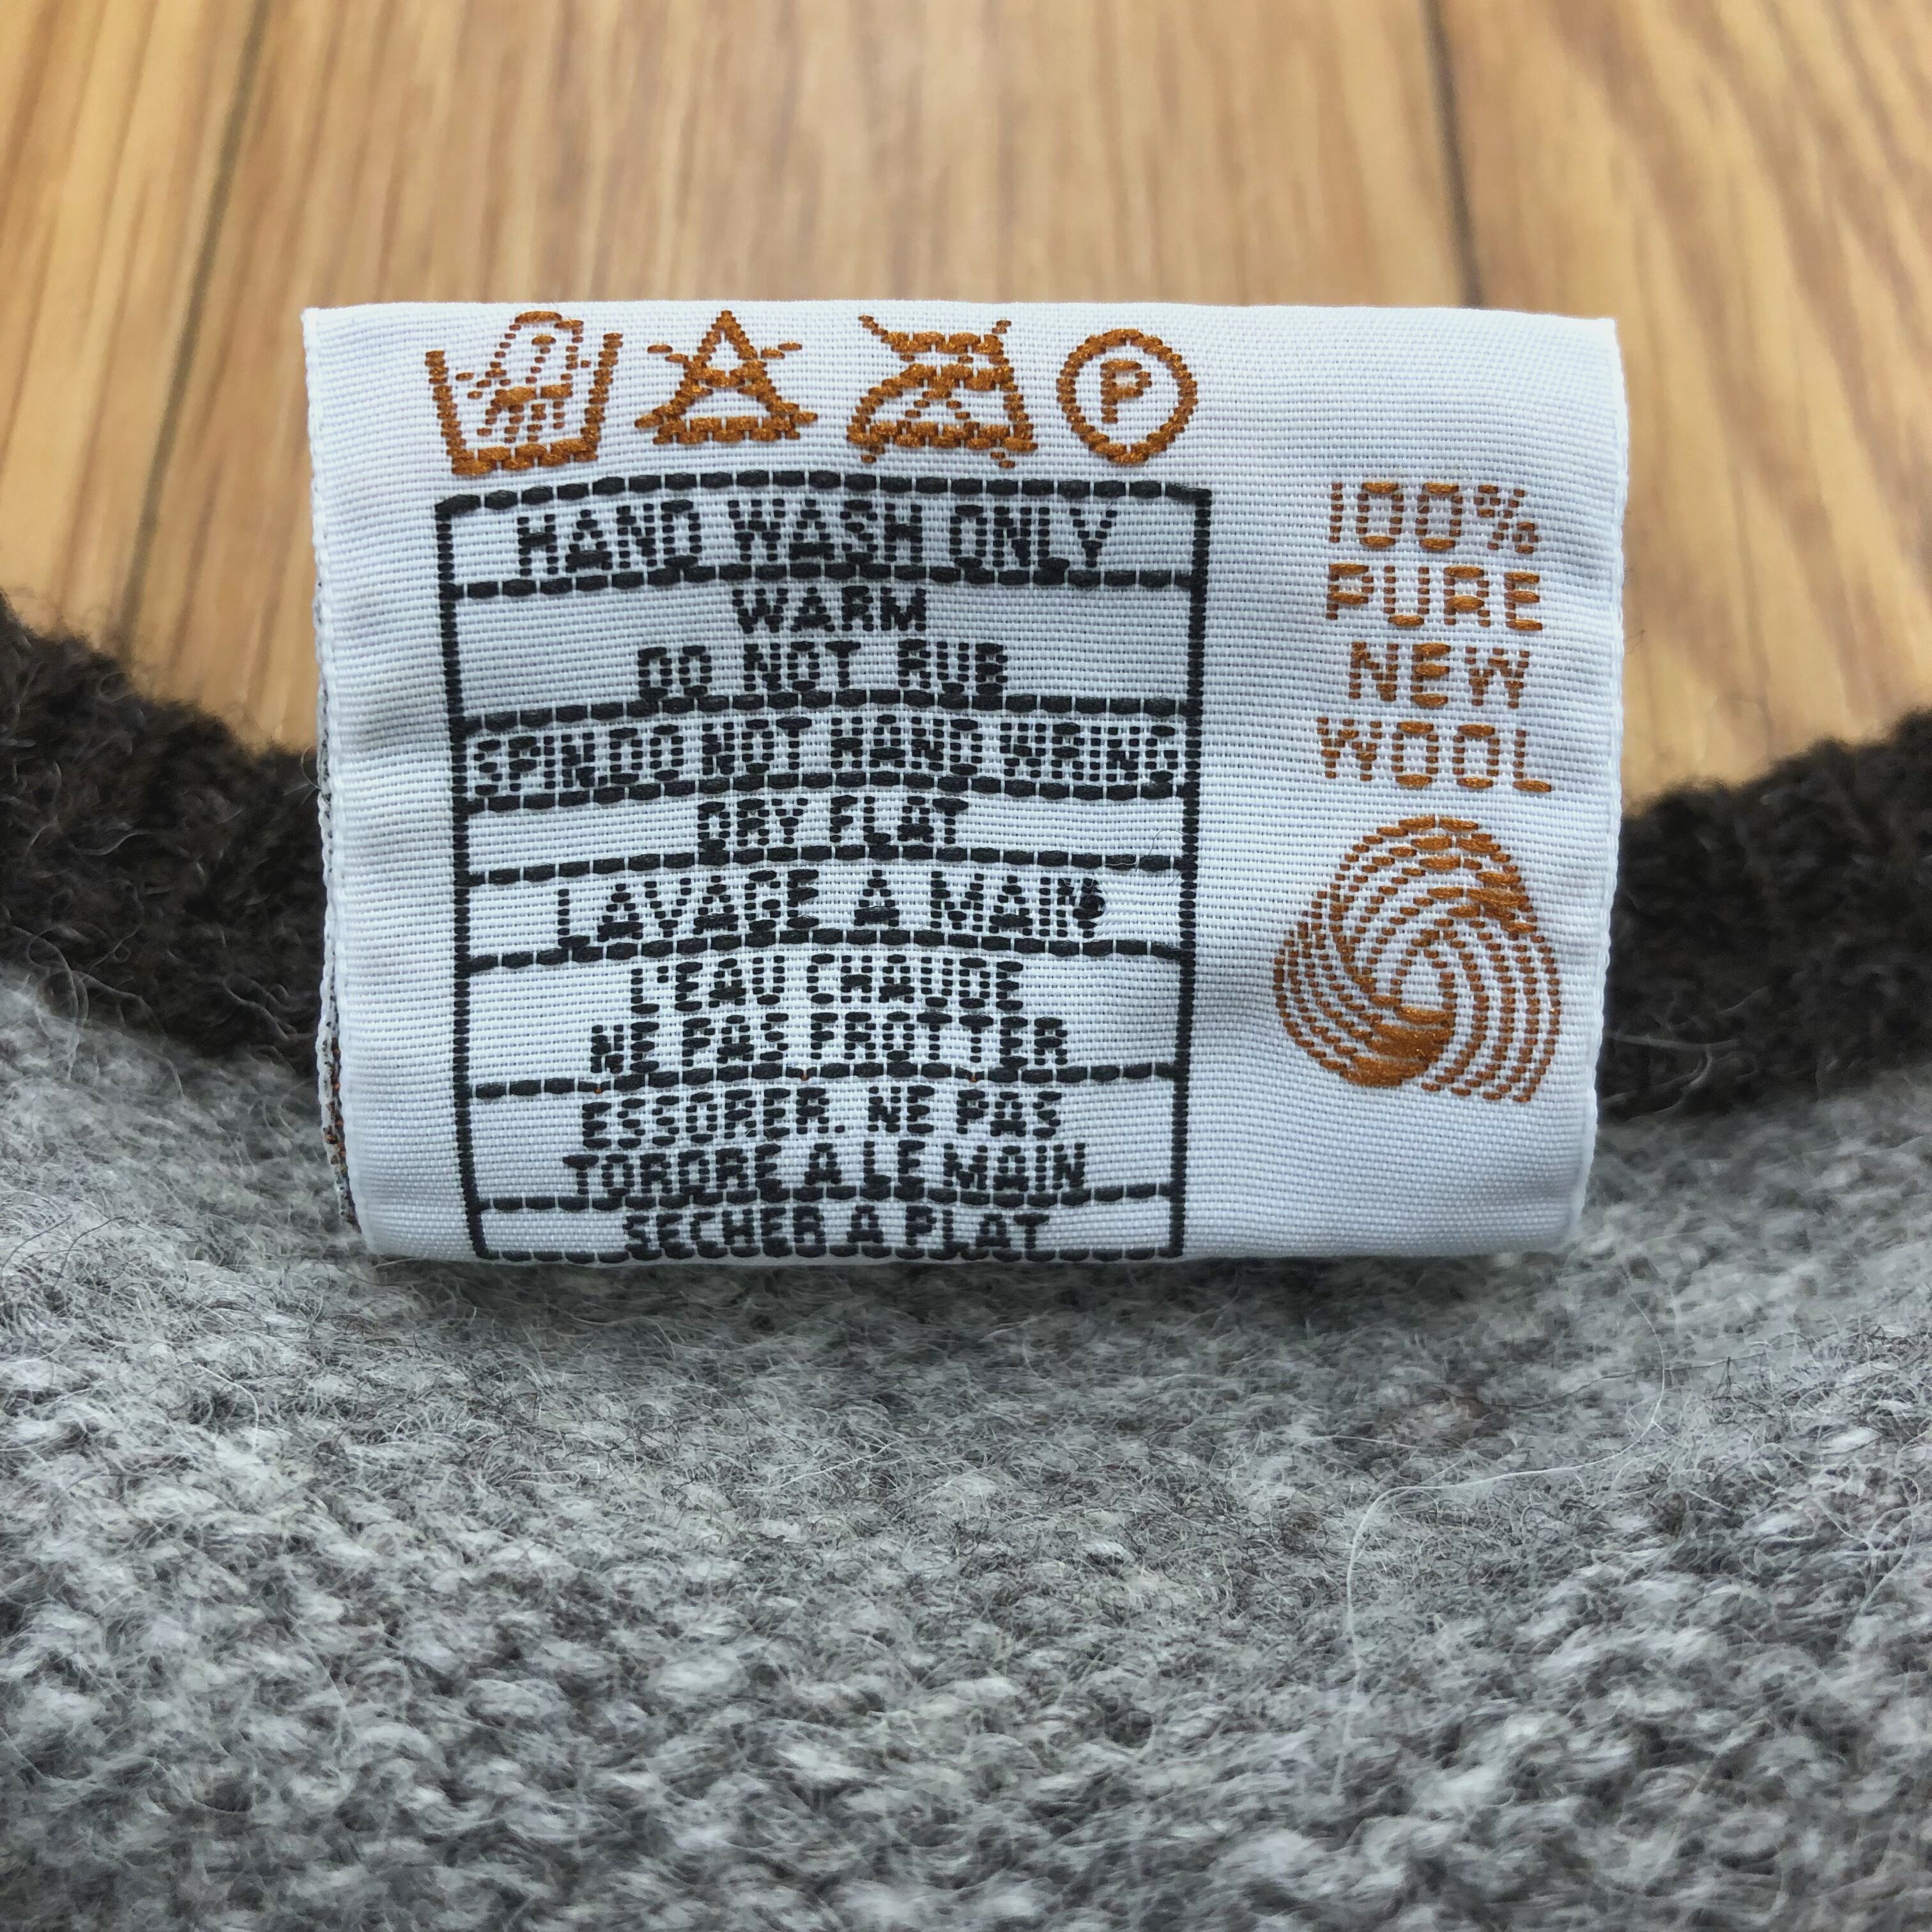 P
HAND WASH ONLY
WARM
DO NOT RUB
SPIN.DO NOT HAND WRING
DRY FLAT
LAVAGE A MAIN
L'EAU CHAUDE
NE PAS FROTTER
ESSORER. NE PAS
TORDRE A LE MAIN
SECHER A PLAT
100%
PURE
NEW
WOOL